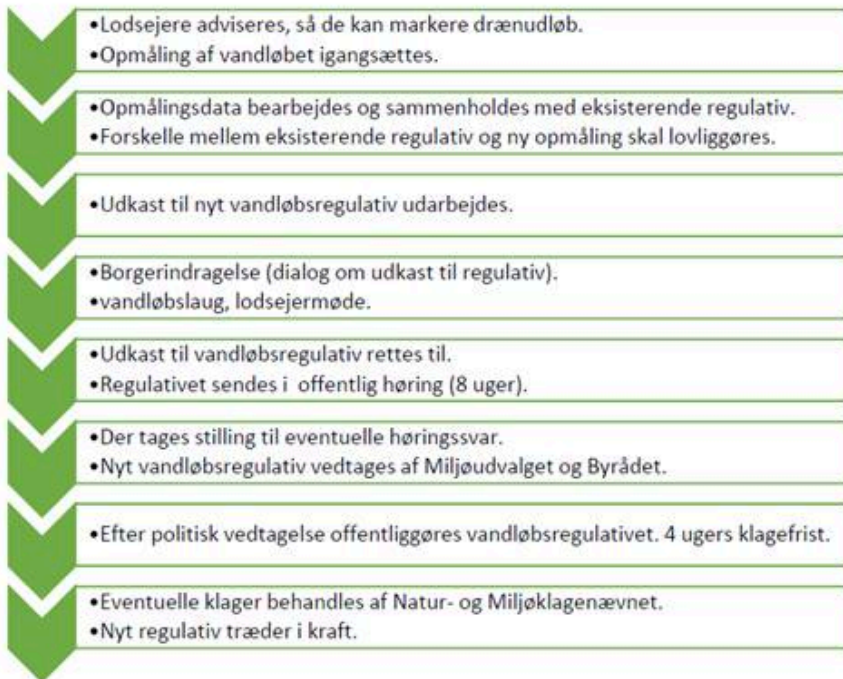 •Lodsejere adviseres, så de kan markere drænudløb.
•Opmåling af vandløbet igangsættes.
•Opmålingsdata bearbejdes og sammenholdes med eksisterende regulativ.
•Forskelle mellem eksisterende regulativ og ny opmåling skal lovliggøres.
•Udkast til nyt vandløbsregulativ udarbejdes.
•Borgerindragelse (dialog om udkast til regulativ).
•vandløbslaug, lodsejermøde.
•Udkast til vandløbsregulativ rettes til.
•Regulativet sendes i offentlig høring (8 uger).
•Der tages stilling til eventuelle høringssvar.
•Nyt vandløbsregulativ vedtages af Miljøudvalget og Byrådet.
•Efter politisk vedtagelse offentliggøres vandløbsregulativet. 4 ugers klagefrist.
•Eventuelle klager behandles af Natur- og Miljøklagenævnet.
•Nyt regulativ træder i kraft.